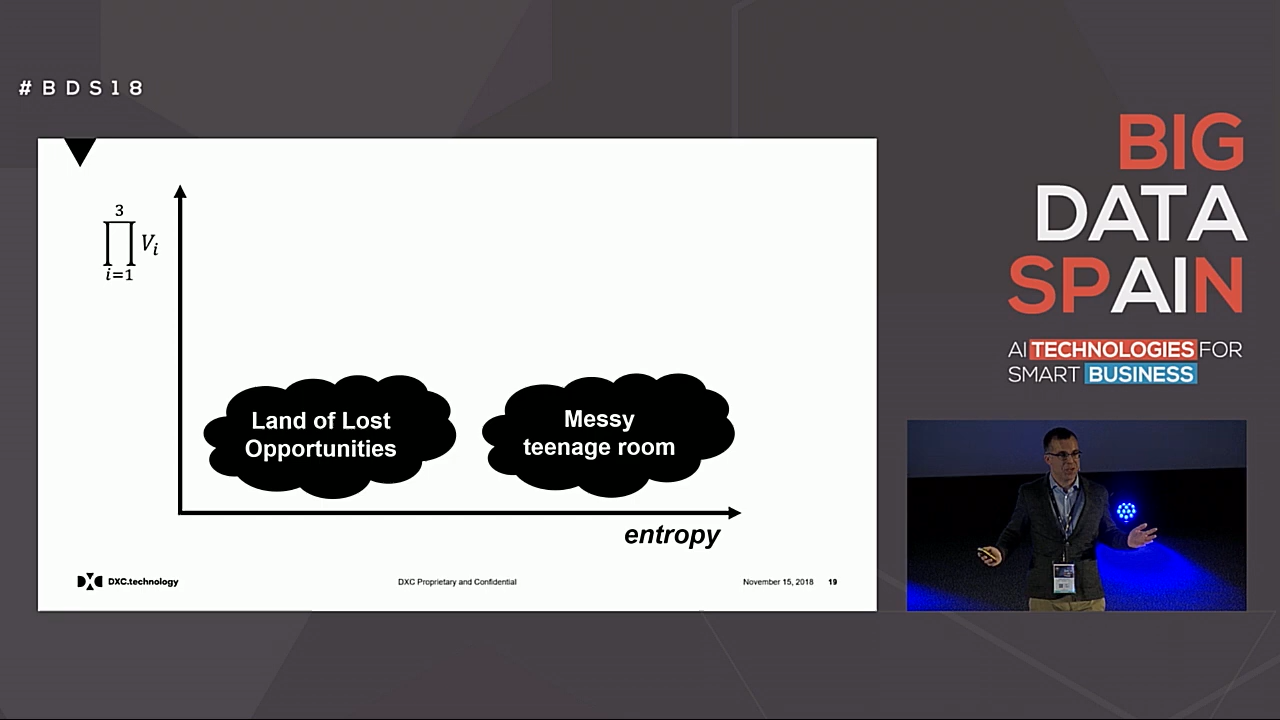 #BDS18
3
∏ Vi
i=1
Land of Lost
Opportunities
Messy
teenage room
entropy
DXC.technology
DXC Proprietary and Confidential
November 15, 2018
19
BIG
DATA
SPAIN
AI TECHNOLOGIES FOR
SMART BUSINESS